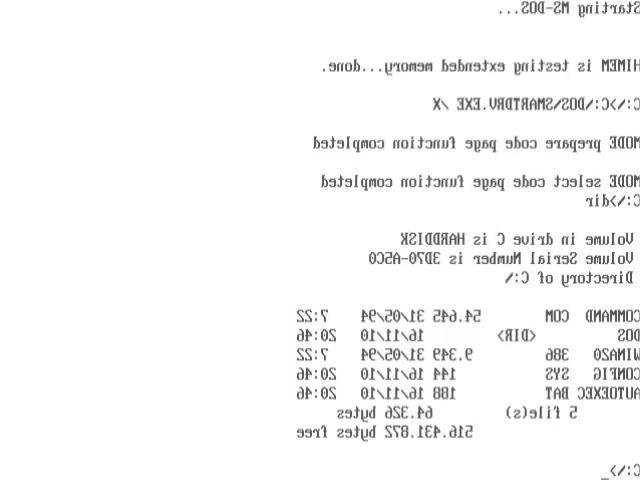 Starting MS-DOS...
HIMEM is testing extended memory...done.
C:\>C:\DOS\SMARTDRV.EXE /X
MODE prepare code page function completed
MODE select code page function completed
C:\>dir
Volume in drive C is HARDDISK
Volume Serial Number is 3D70-A5C0
Directory of C:\
COMMAND COM 54.645 31/05/94 7:22
DOS <DIR> 16/11/10 20:46
WINA20 386 9.349 31/05/94 7:22
CONFIG SYS 144 16/11/10 20:46
AUTOEXEC BAT 188 16/11/10 20:46
5 file(s) 64.326 bytes
516.431.872 bytes free
C:\>_